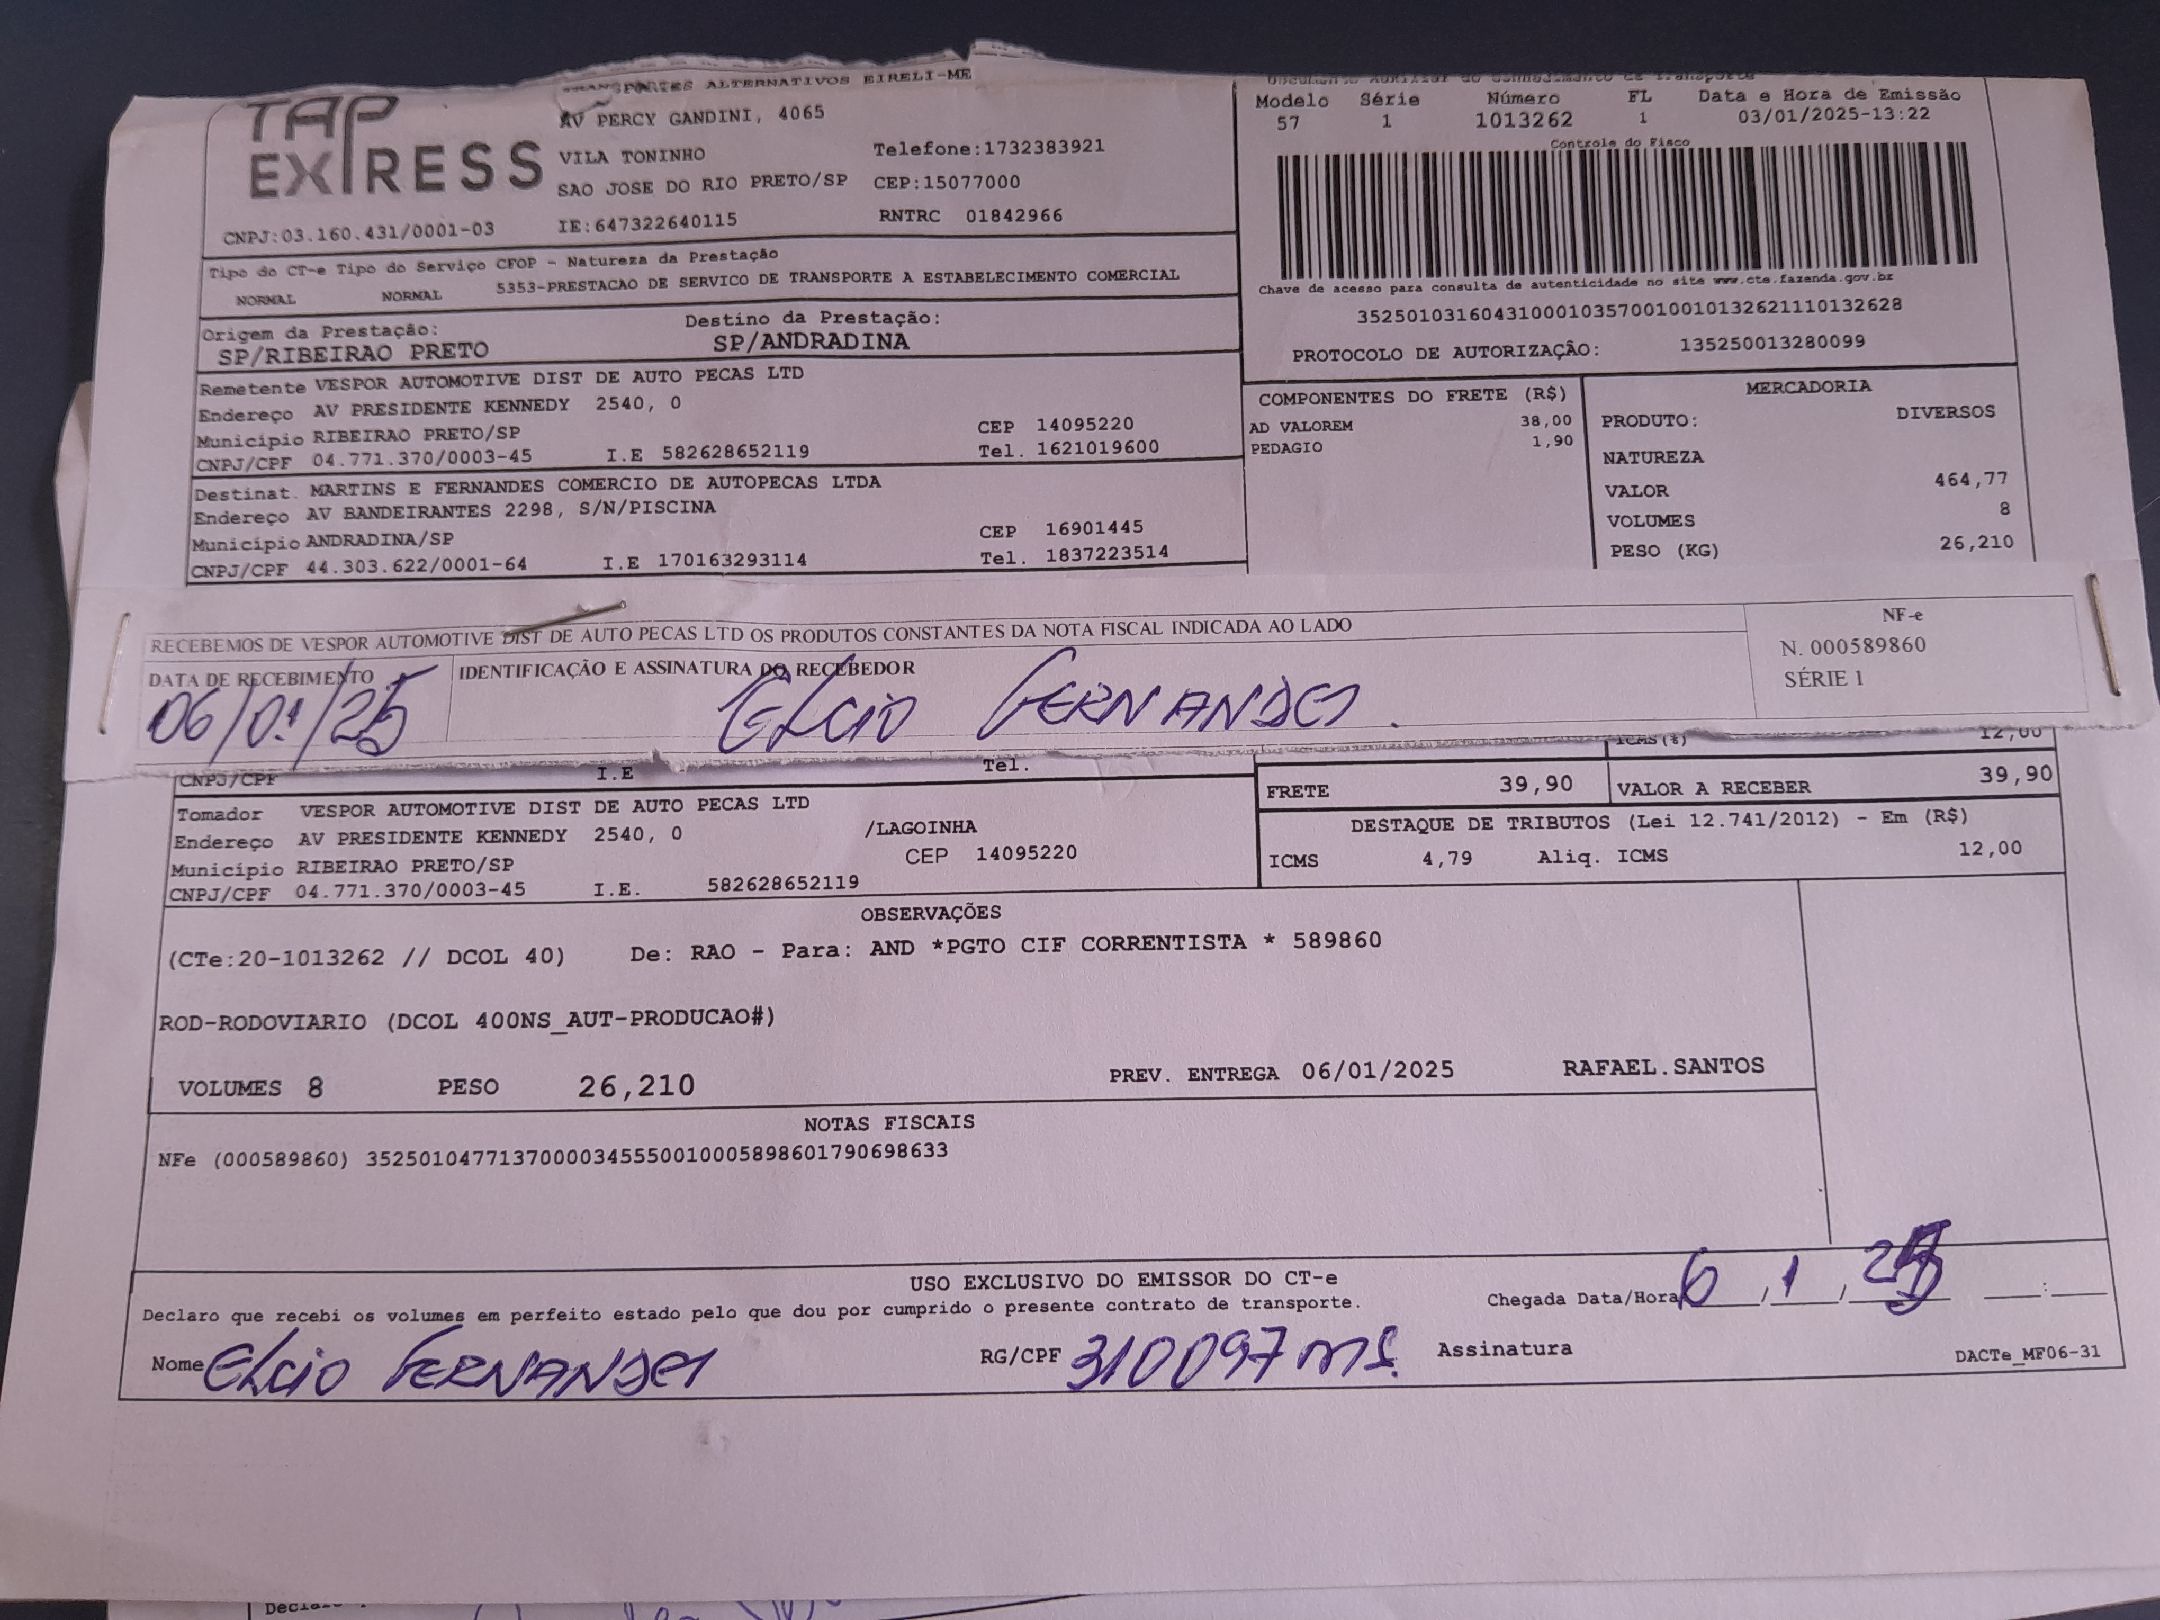 TAP
EXPRESS
TRANSPORTES ALTERNATIVOS EIRELI-ME
AV PERCY GANDINI, 4065
VILA TONINHO Telefone:1732383921
SAO JOSE DO RIO PRETO/SP CEP:15077000
CNPJ:03.160.431/0001-03 IE:647322640115 RNTRC 01842966
Documento Auxiliar do Conhecimento de Transporte
Modelo Série Número FL Data e Hora de Emissão
57 1 1013262 1 03/01/2025-13:22
Controle do Fisco
Chave de acesso para consulta de autenticidade no site www.cte.fazenda.gov.br
35250103160431000103570010010132621110132628
PROTOCOLO DE AUTORIZAÇÂO: 135250013280099
Tipo do CT-e Tipo do Serviço CFOP - Natureza da Prestação
NORMAL NORMAL 5353-PRESTACAO DE SERVICO DE TRANSPORTE A ESTABELECIMENTO COMERCIAL
Origem da Prestação: Destino da Prestação:
SP/RIBEIRAO PRETO SP/ANDRADINA
Remetente VESPOR AUTOMOTIVE DIST DE AUTO PECAS LTD
Endereço AV PRESIDENTE KENNEDY 2540, 0
Município RIBEIRAO PRETO/SP CEP 14095220
CNPJ/CPF 04.771.370/0003-45 I.E 582628652119 Tel. 1621019600
Destinat. MARTINS E FERNANDES COMERCIO DE AUTOPECAS LTDA
Endereço AV BANDEIRANTES 2298, S/N/PISCINA
Município ANDRADINA/SP CEP 16901445
CNPJ/CPF 44.303.622/0001-64 I.E 170163293114 Tel. 1837223514
COMPONENTES DO FRETE (R$)
AD VALOREM 38,00
PEDAGIO 1,90
MERCADORIA
PRODUTO: DIVERSOS
NATUREZA
VALOR 464,77
VOLUMES 8
PESO (KG) 26,210
RECEBEMOS DE VESPOR AUTOMOTIVE DIST DE AUTO PECAS LTD OS PRODUTOS CONSTANTES DA NOTA FISCAL INDICADA AO LADO
DATA DE RECEBIMENTO IDENTIFICAÇÃO E ASSINATURA DO RECEBEDOR
06/01/25 ELCIO FERNANDES.
NF-e
N. 000589860
SÉRIE 1
ICMS(%) 12,00
CNPJ/CPF I.E Tel.
FRETE 39,90 VALOR A RECEBER 39,90
Tomador VESPOR AUTOMOTIVE DIST DE AUTO PECAS LTD
Endereço AV PRESIDENTE KENNEDY 2540, 0 /LAGOINHA
Município RIBEIRAO PRETO/SP CEP 14095220
CNPJ/CPF 04.771.370/0003-45 I.E. 582628652119
DESTAQUE DE TRIBUTOS (Lei 12.741/2012) - Em (R$)
ICMS 4,79 Aliq. ICMS 12,00
OBSERVAÇÕES
(CTe:20-1013262 // DCOL 40) De: RAO - Para: AND *PGTO CIF CORRENTISTA * 589860
ROD-RODOVIARIO (DCOL 400NS_AUT-PRODUCAO#)
VOLUMES 8 PESO 26,210 PREV. ENTREGA 06/01/2025 RAFAEL.SANTOS
NOTAS FISCAIS
NFe (000589860) 35250104771370000345550010005898601790698633
USO EXCLUSIVO DO EMISSOR DO CT-e
Declaro que recebi os volumes em perfeito estado pelo que dou por cumprido o presente contrato de transporte. Chegada Data/Hora 6/1/25 __:__
Nome ELCIO FERNANDES RG/CPF 310097 MS. Assinatura
DACTe_MF06-31